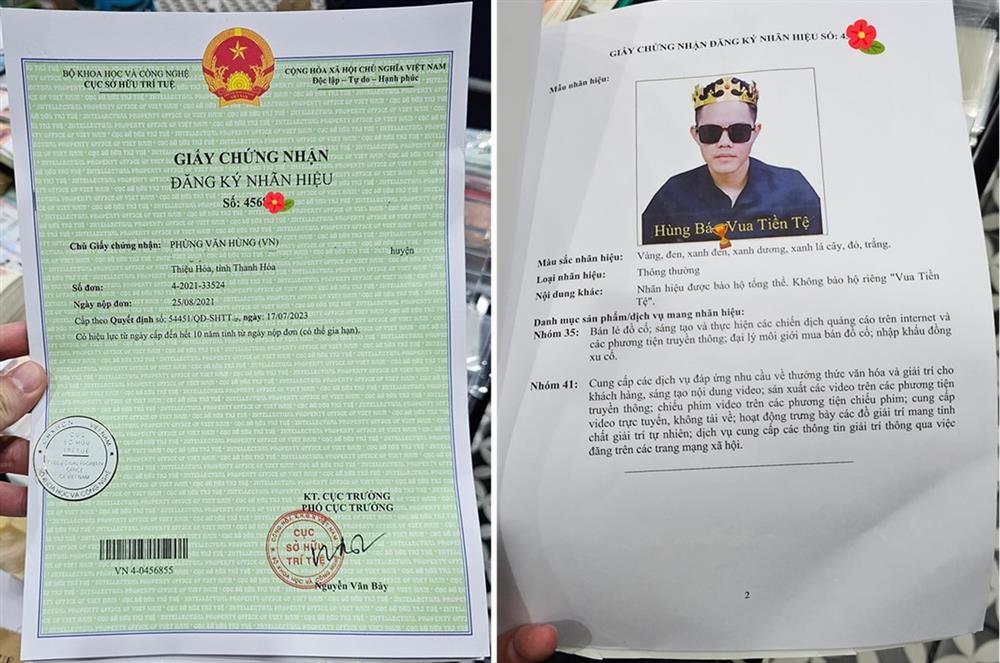 BỘ KHOA HỌC VÀ CÔNG NGHỆ
CỤC SỞ HỮU TRÍ TUỆ
CỘNG HÒA XÃ HỘI CHỦ NGHĨA VIỆT NAM
Độc lập – Tự do – Hạnh phúc
GIẤY CHỨNG NHẬN
ĐĂNG KÝ NHÃN HIỆU
Số: 456
Chủ Giấy chứng nhận: PHÙNG VĂN HÙNG (VN)
huyện
Thiệu Hóa, tỉnh Thanh Hóa
Số đơn: 4-2021-33524
Ngày nộp đơn: 25/08/2021
Cấp theo Quyết định số: 54451/QĐ-SHTT , ngày: 17/07/2023
Có hiệu lực từ ngày cấp đến hết 10 năm tính từ ngày nộp đơn (có thể gia hạn).
CỤC
SỞ HỮU
TRÍ TUỆ
INTELLECTUAL PROPERTY
OFFICE
OF VIETNAM
KT. CỤC TRƯỞNG
PHÓ CỤC TRƯỞNG
CỤC
SỞ HỮU
TRÍ TUỆ
Nguyễn Văn Bảy
VN 4-0456855
GIẤY CHỨNG NHẬN ĐĂNG KÝ NHÃN HIỆU SỐ: 45
Mẫu nhãn hiệu:
Hùng Bá Vua Tiền Tệ
Màu sắc nhãn hiệu: Vàng, đen, xanh đen, xanh dương, xanh lá cây, đỏ, trắng.
Loại nhãn hiệu: Thông thường
Nội dung khác: Nhãn hiệu được bảo hộ tổng thể. Không bảo hộ riêng "Vua Tiền
Tệ".
Danh mục sản phẩm/dịch vụ mang nhãn hiệu:
Nhóm 35: Bán lẻ đồ cổ; sáng tạo và thực hiện các chiến dịch quảng cáo trên internet và
các phương tiện truyền thông; đại lý môi giới mua bán đồ cổ; nhập khẩu đồng
xu cổ.
Nhóm 41: Cung cấp các dịch vụ đáp ứng nhu cầu về thưởng thức văn hóa và giải trí cho
khách hàng, sáng tạo nội dung video; sản xuất các video trên các phương tiện
truyền thông; chiếu phim video trên các phương tiện chiếu phim; cung cấp
video trực tuyến, không tải về; hoạt động trưng bày các đồ giải trí mang tính
chất giải trí tự nhiên; dịch vụ cung cấp các thông tin giải trí thông qua việc
đăng trên các trang mạng xã hội.
2